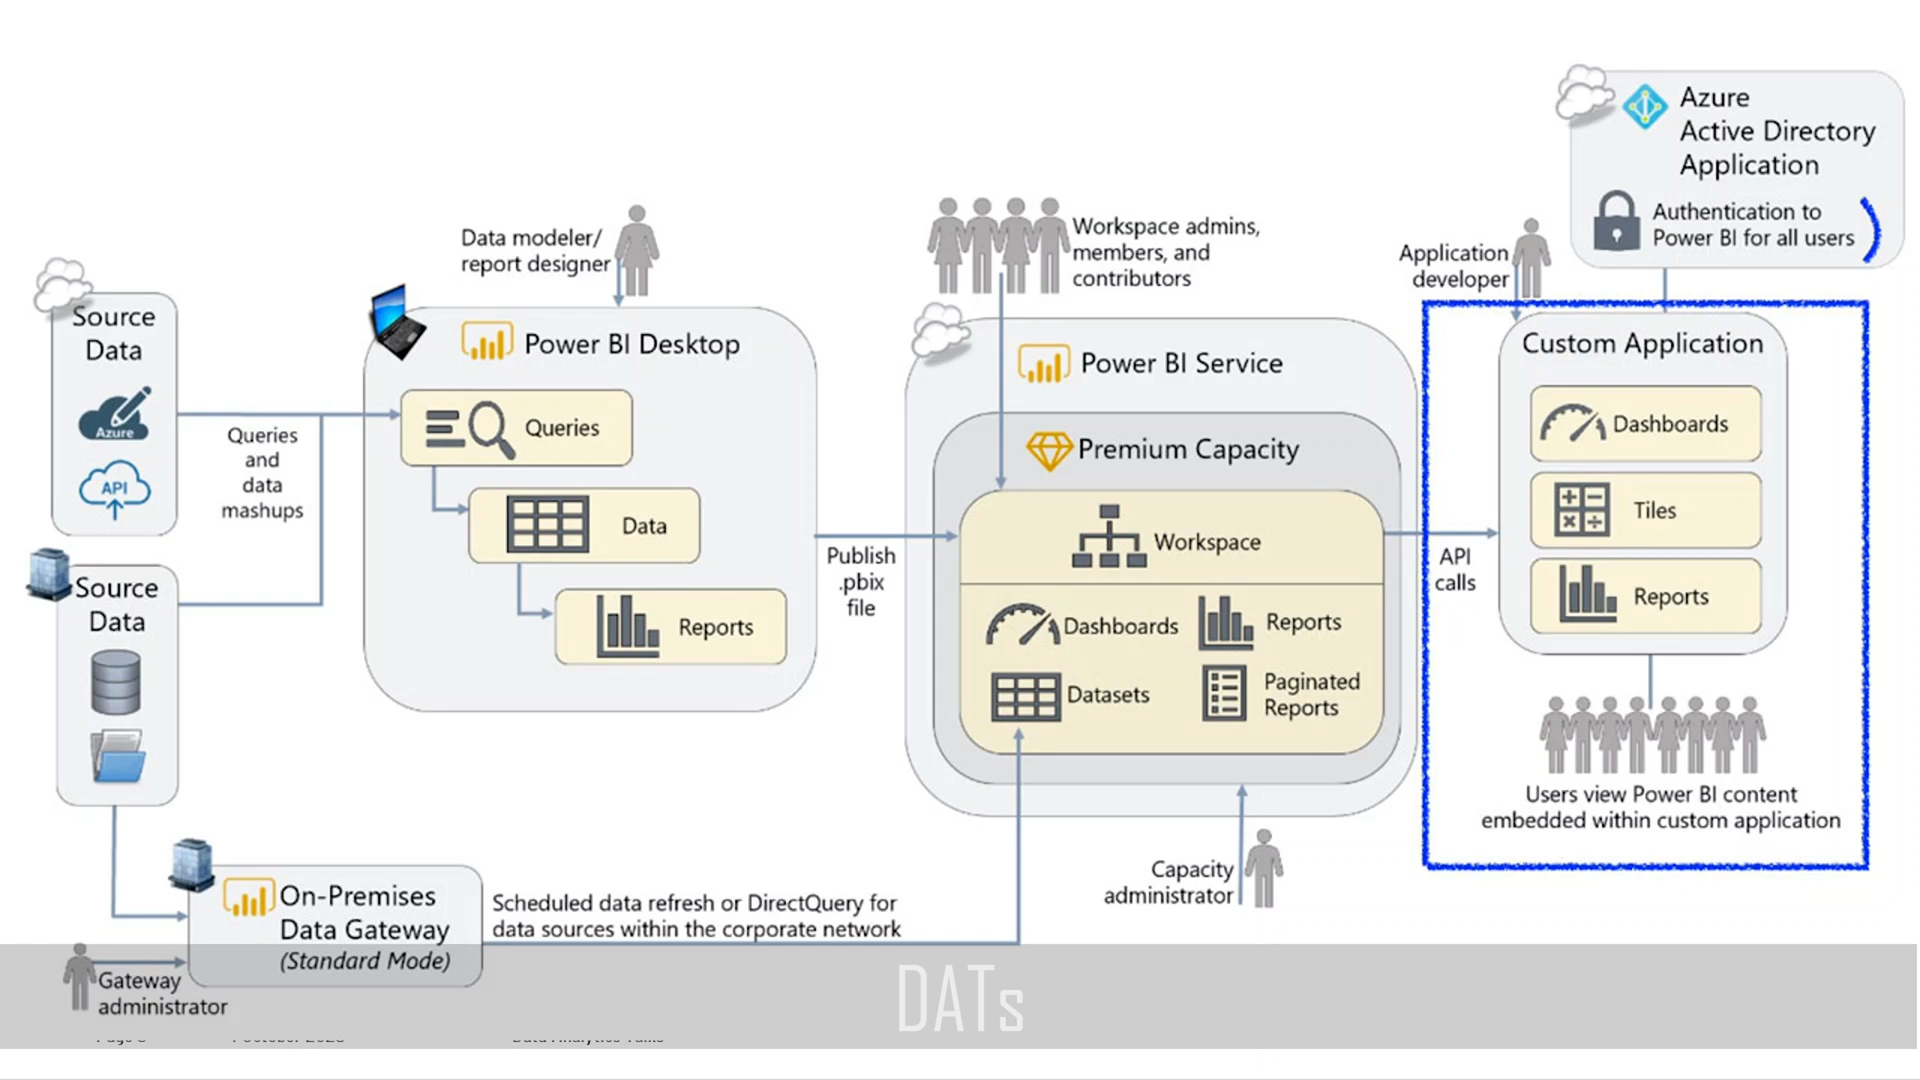 Azure
Active Directory
Application
Authentication to
Power BI for all users
Data modeler/
report designer
Workspace admins,
members, and
contributors
Application
developer
Source
Data
Azure
API
Queries
and
data
mashups
Power BI Desktop
Queries
Data
Reports
Publish
.pbix
file
Power BI Service
Premium Capacity
Workspace
Dashboards
Reports
Datasets
Paginated
Reports
API
calls
Custom Application
Dashboards
Tiles
Reports
Users view Power BI content
embedded within custom application
Source
Data
Capacity
administrator
On-Premises
Data Gateway
(Standard Mode)
Scheduled data refresh or DirectQuery for
data sources within the corporate network
Gateway
administrator
DATs